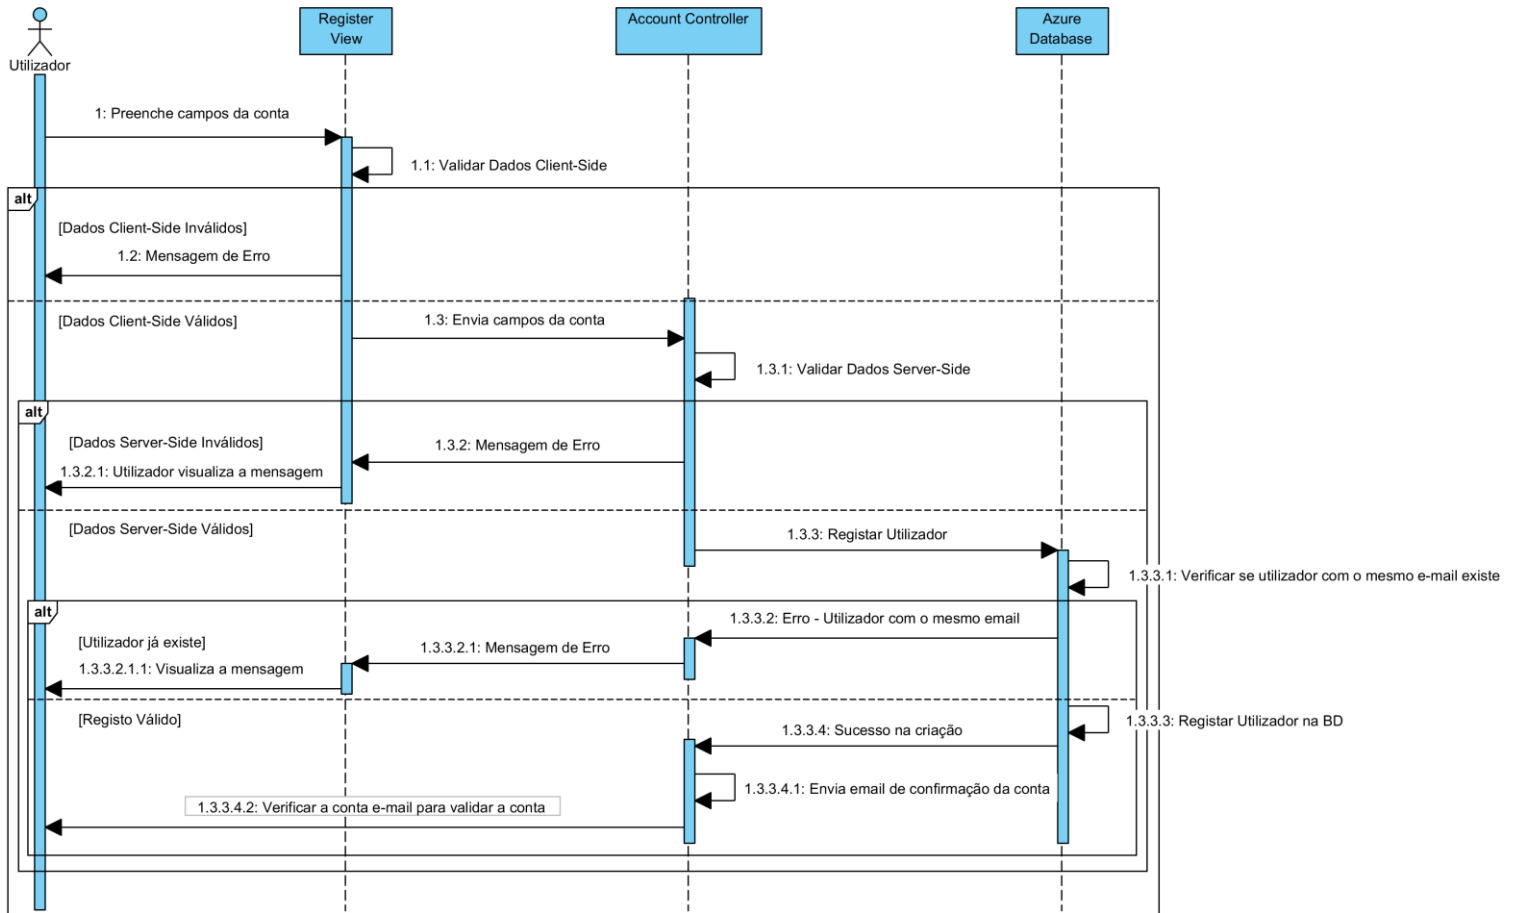 Utilizador
Register
View
Account Controller
Azure
Database
1: Preenche campos da conta
1.1: Validar Dados Client-Side
alt
[Dados Client-Side Inválidos]
1.2: Mensagem de Erro
[Dados Client-Side Válidos]
1.3: Envia campos da conta
1.3.1: Validar Dados Server-Side
alt
[Dados Server-Side Inválidos]
1.3.2: Mensagem de Erro
1.3.2.1: Utilizador visualiza a mensagem
[Dados Server-Side Válidos]
1.3.3: Registar Utilizador
1.3.3.1: Verificar se utilizador com o mesmo e-mail existe
alt
1.3.3.2: Erro - Utilizador com o mesmo email
[Utilizador já existe]
1.3.3.2.1: Mensagem de Erro
1.3.3.2.1.1: Visualiza a mensagem
[Registo Válido]
1.3.3.3: Registar Utilizador na BD
1.3.3.4: Sucesso na criação
1.3.3.4.1: Envia email de confirmação da conta
1.3.3.4.2: Verificar a conta e-mail para validar a conta